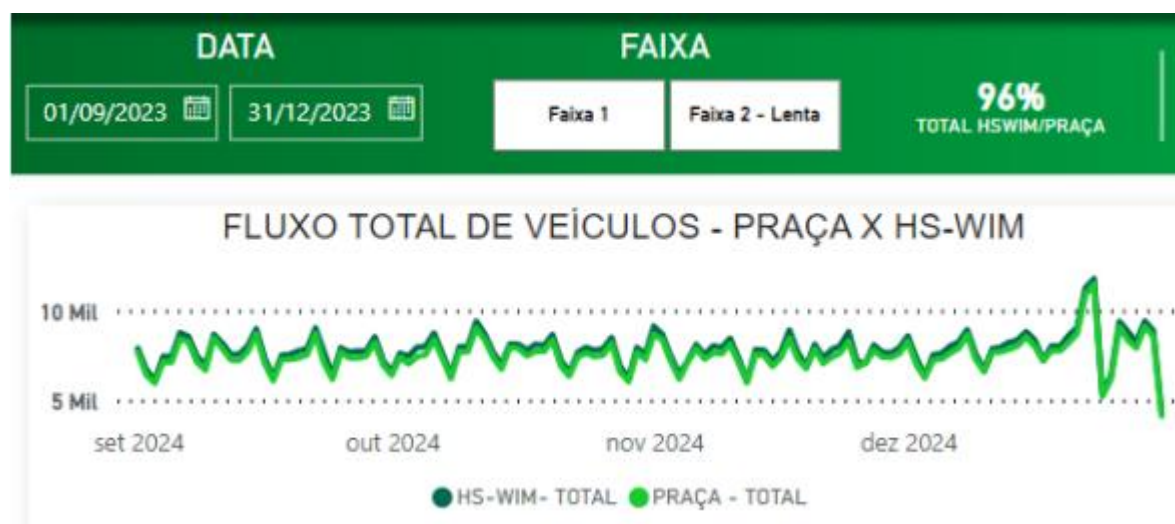 DATA
FAIXA
01/09/2023
31/12/2023
Faixa 1
Faixa 2 - Lenta
96%
TOTAL HSWIM/PRAÇA
FLUXO TOTAL DE VEÍCULOS - PRAÇA X HS-WIM
10 Mil
5 Mil
set 2024
out 2024
nov 2024
dez 2024
HS-WIM- TOTAL
PRAÇA - TOTAL